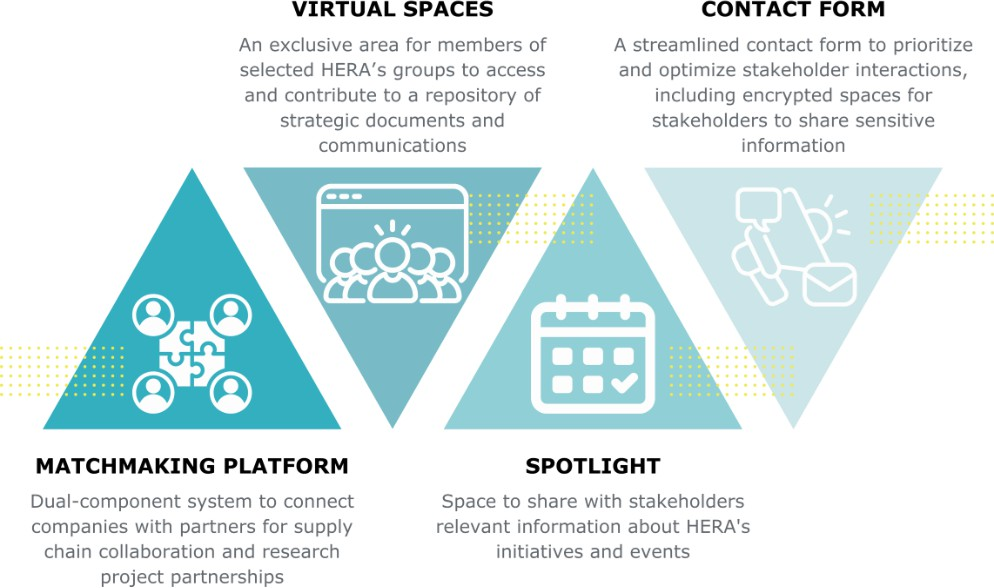 VIRTUAL SPACES
An exclusive area for members of
selected HERA’s groups to access
and contribute to a repository of
strategic documents and
communications
CONTACT FORM
A streamlined contact form to prioritize
and optimize stakeholder interactions,
including encrypted spaces for
stakeholders to share sensitive
information
MATCHMAKING PLATFORM
Dual-component system to connect
companies with partners for supply
chain collaboration and research
project partnerships
SPOTLIGHT
Space to share with stakeholders
relevant information about HERA's
initiatives and events